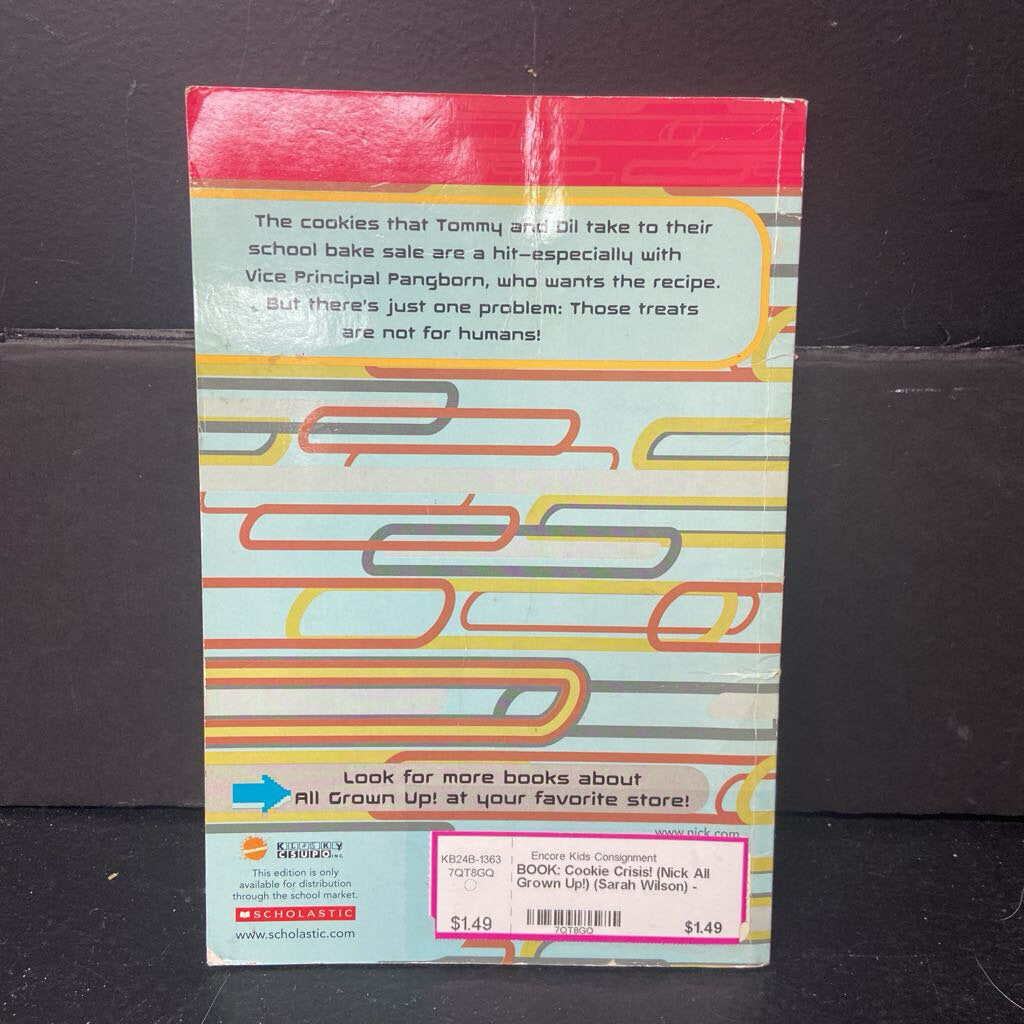 The cookies that Tommy and Dil take to their
school bake sale are a hit—especially with
Vice Principal Pangborn, who wants the recipe.
But there's just one problem: Those treats
are not for humans!
Look for more books about
All Grown Up! at your favorite store!
www.nick.com
KLASKY
CSUPO INC.
This edition is only
available for distribution
through the school market.
SCHOLASTIC
www.scholastic.com
KB24B-1363
7QT8GQ
$1.49
Encore Kids Consignment
BOOK: Cookie Crisis! (Nick All
Grown Up!) (Sarah Wilson) -
7QT8GQ
$1.49